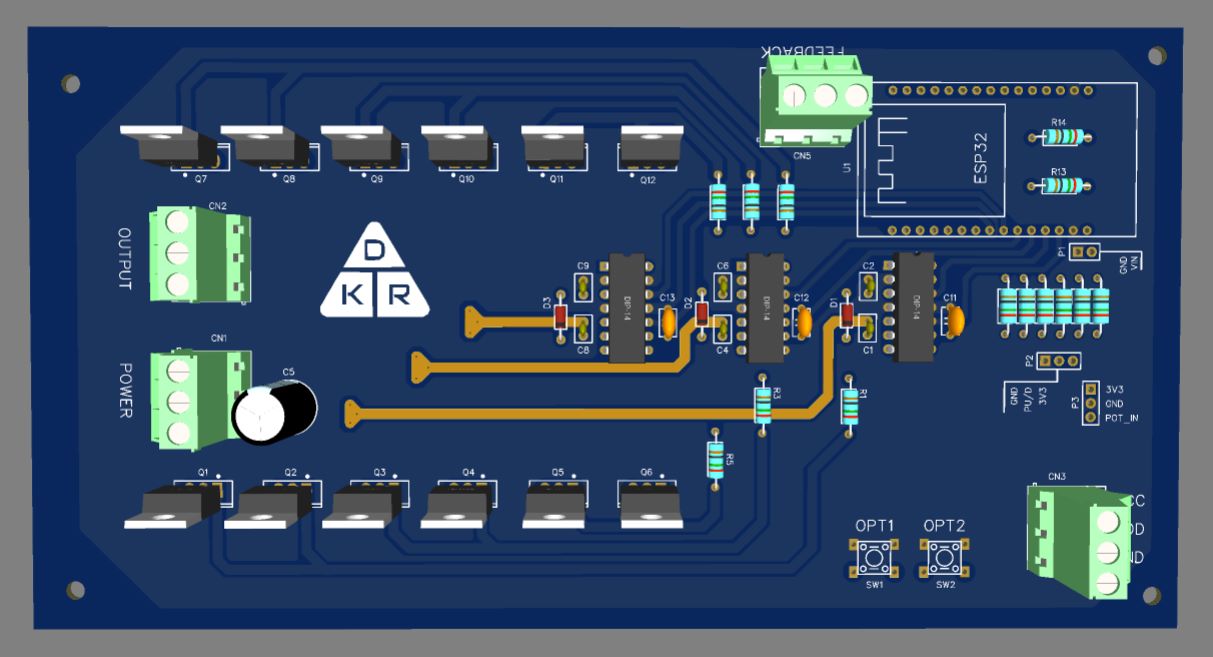 FEEDBACK
CN5
U1
ESP32
R14
R13
Q7
Q8
Q9
Q10
Q11
Q12
CN2
OUTPUT
D
K R
P1
GND
VIN
C9
C6
C2
D3
C13
D2
C12
D1
C11
DIP-14
DIP-14
DIP-14
C8
C4
C1
CN1
POWER
C5
P2
GND
PU/D
3V3
P3
3V3
GND
POT_IN
R3
R1
R5
Q1
Q2
Q3
Q4
Q5
Q6
CN3
OPT1
OPT2
SW1
SW2